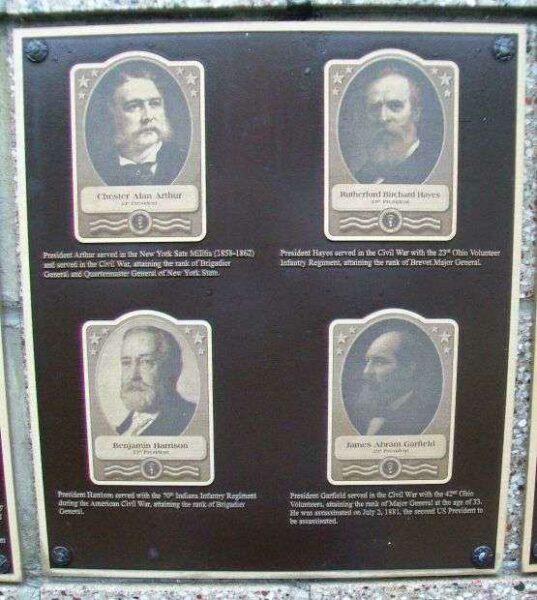 Chester Alan Arthur
21st President
President Arthur served in the New York Sate Militia (1858-1862)
and served in the Civil War, attaining the rank of Brigadier
General and Quartermaster General of New York State.
Rutherford Birchard Hayes
19th President
President Hayes served in the Civil War with the 23rd Ohio Volunteer
Infantry Regiment, attaining the rank of Brevet Major General.
Benjamin Harrison
23rd President
President Harrison served with the 70th Indiana Infantry Regiment
during the American Civil War, attaining the rank of Brigadier
General.
James Abram Garfield
20th President
President Garfield served in the Civil War with the 42nd Ohio
Volunteers, attaining the rank of Major General at the age of 33.
He was assassinated on July 2, 1881, the second US President to
be assassinated.